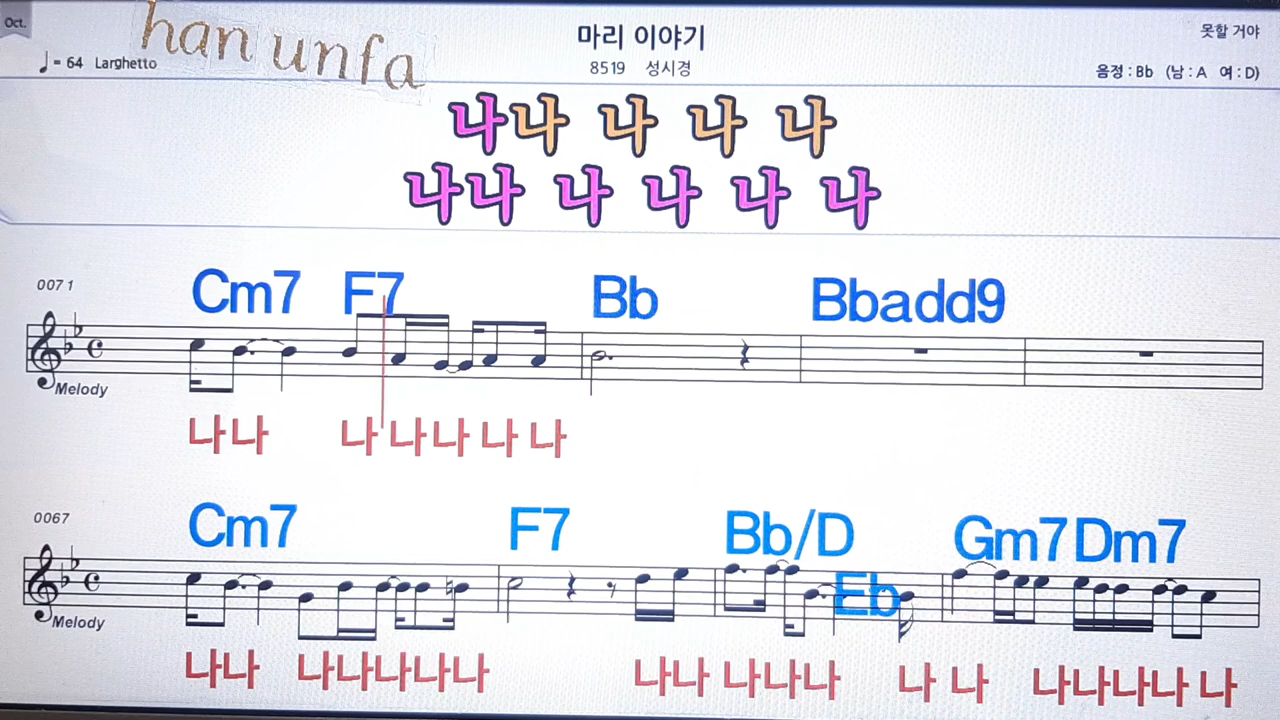 Oct.
han unfa
마리 이야기
못할 거야
♩= 64 Larghetto
8519 성시경
음정 : Bb (남 : A 여 : D)
나나 나 나 나
나나 나 나 나 나
0071
Cm7 F7 Bb Bbadd9
Melody
나나 나나나나나
0067
Cm7 F7 Bb/D Eb Gm7 Dm7
Melody
나나 나나나나나 나나 나나나 나 나 나나나나 나